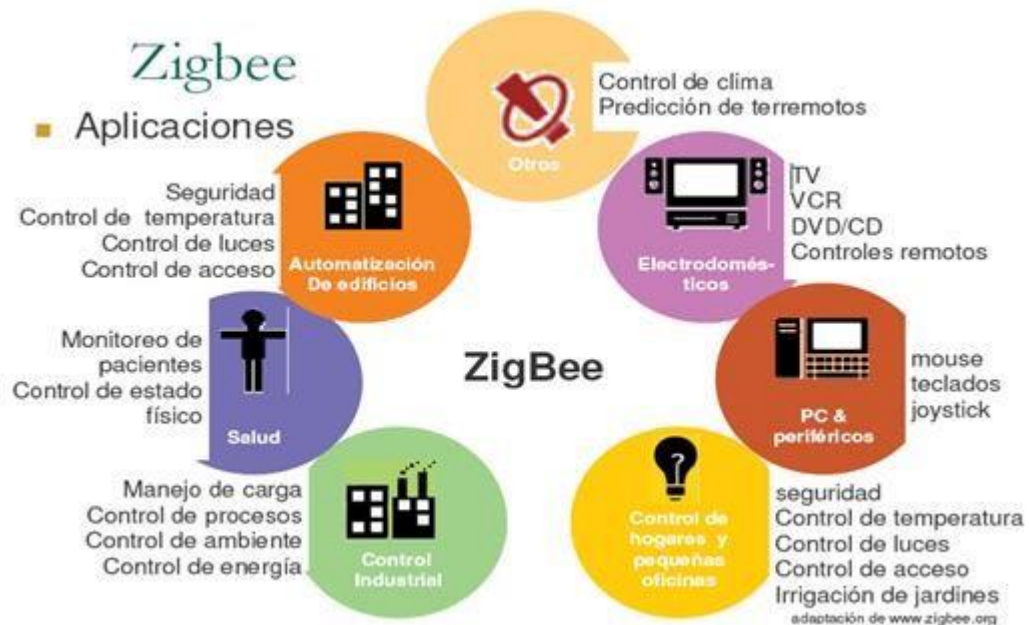 Zigbee
Aplicaciones
Otros
Control de clima
Predicción de terremotos
Electrodomés-
ticos
TV
VCR
DVD/CD
Controles remotos
PC &
periféricos
mouse
teclados
joystick
Control de
hogares y
pequeñas
oficinas
seguridad
Control de temperatura
Control de luces
Control de acceso
Irrigación de jardines
adaptación de www.zigbee.org
Control
Industrial
Manejo de carga
Control de procesos
Control de ambiente
Control de energía
Salud
Monitoreo de
pacientes
Control de estado
físico
Automatización
De edificios
Seguridad
Control de temperatura
Control de luces
Control de acceso
ZigBee